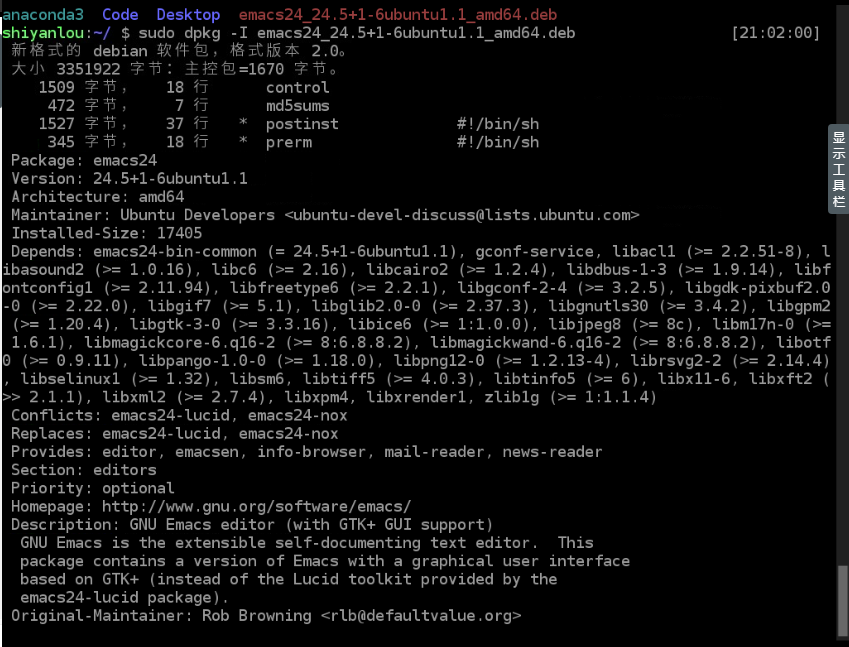 anaconda3  Code  Desktop  emacs24_24.5+1-6ubuntu1.1_amd64.deb
shiyanlou:~/ $ sudo dpkg -I emacs24_24.5+1-6ubuntu1.1_amd64.deb                 [21:02:00]
 新格式的 debian 软件包，格式版本 2.0。
 大小 3351922 字节：主控包=1670 字节。
    1509 字节，    18 行      control
     472 字节，     7 行      md5sums
    1527 字节，    37 行   *  postinst             #!/bin/sh
     345 字节，    18 行   *  prerm                #!/bin/sh
 Package: emacs24
 Version: 24.5+1-6ubuntu1.1
 Architecture: amd64
 Maintainer: Ubuntu Developers <ubuntu-devel-discuss@lists.ubuntu.com>
 Installed-Size: 17405
 Depends: emacs24-bin-common (= 24.5+1-6ubuntu1.1), gconf-service, libacl1 (>= 2.2.51-8), l
ibasound2 (>= 1.0.16), libc6 (>= 2.16), libcairo2 (>= 1.2.4), libdbus-1-3 (>= 1.9.14), libf
ontconfig1 (>= 2.11.94), libfreetype6 (>= 2.2.1), libgconf-2-4 (>= 3.2.5), libgdk-pixbuf2.0
-0 (>= 2.22.0), libgif7 (>= 5.1), libglib2.0-0 (>= 2.37.3), libgnutls30 (>= 3.4.2), libgpm2
 (>= 1.20.4), libgtk-3-0 (>= 3.3.16), libice6 (>= 1:1.0.0), libjpeg8 (>= 8c), libm17n-0 (>=
 1.6.1), libmagickcore-6.q16-2 (>= 8:6.8.8.2), libmagickwand-6.q16-2 (>= 8:6.8.8.2), libotf
0 (>= 0.9.11), libpango-1.0-0 (>= 1.18.0), libpng12-0 (>= 1.2.13-4), librsvg2-2 (>= 2.14.4)
, libselinux1 (>= 1.32), libsm6, libtiff5 (>= 4.0.3), libtinfo5 (>= 6), libx11-6, libxft2 (
>> 2.1.1), libxml2 (>= 2.7.4), libxpm4, libxrender1, zlib1g (>= 1:1.1.4)
 Conflicts: emacs24-lucid, emacs24-nox
 Replaces: emacs24-lucid, emacs24-nox
 Provides: editor, emacsen, info-browser, mail-reader, news-reader
 Section: editors
 Priority: optional
 Homepage: http://www.gnu.org/software/emacs/
 Description: GNU Emacs editor (with GTK+ GUI support)
  GNU Emacs is the extensible self-documenting text editor.  This
  package contains a version of Emacs with a graphical user interface
  based on GTK+ (instead of the Lucid toolkit provided by the
  emacs24-lucid package).
 Original-Maintainer: Rob Browning <rlb@defaultvalue.org>
显示工具栏